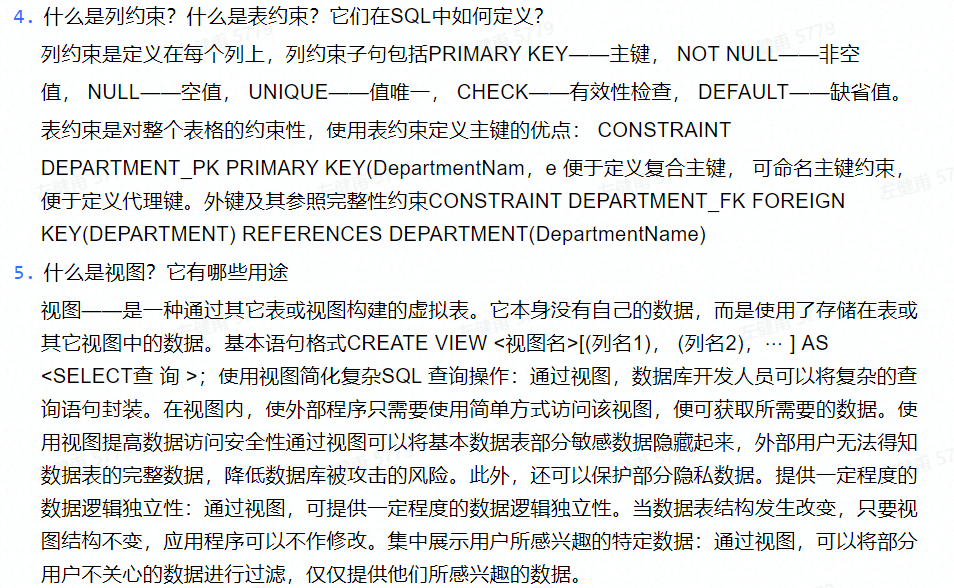 4. 什么是列约束？什么是表约束？它们在SQL中如何定义？
列约束是定义在每个列上，列约束子句包括PRIMARY KEY——主键， NOT NULL——非空
值， NULL——空值， UNIQUE——值唯一， CHECK——有效性检查， DEFAULT——缺省值。
表约束是对整个表格的约束性，使用表约束定义主键的优点： CONSTRAINT
DEPARTMENT_PK PRIMARY KEY(DepartmentNam，e 便于定义复合主键， 可命名主键约束，
便于定义代理键。外键及其参照完整性约束CONSTRAINT DEPARTMENT_FK FOREIGN
KEY(DEPARTMENT) REFERENCES DEPARTMENT(DepartmentName)
5. 什么是视图？它有哪些用途
视图——是一种通过其它表或视图构建的虚拟表。它本身没有自己的数据，而是使用了存储在表或
其它视图中的数据。基本语句格式CREATE VIEW <视图名>[(列名1)， (列名2)，… ] AS
<SELECT查 询 >；使用视图简化复杂SQL 查询操作：通过视图，数据库开发人员可以将复杂的查
询语句封装。在视图内，使外部程序只需要使用简单方式访问该视图，便可获取所需要的数据。使
用视图提高数据访问安全性通过视图可以将基本数据表部分敏感数据隐藏起来，外部用户无法得知
数据表的完整数据，降低数据库被攻击的风险。此外，还可以保护部分隐私数据。提供一定程度的
数据逻辑独立性：通过视图，可提供一定程度的数据逻辑独立性。当数据表结构发生改变，只要视
图结构不变，应用程序可以不作修改。集中展示用户所感兴趣的特定数据：通过视图，可以将部分
用户不关心的数据进行过滤，仅仅提供他们所感兴趣的数据。